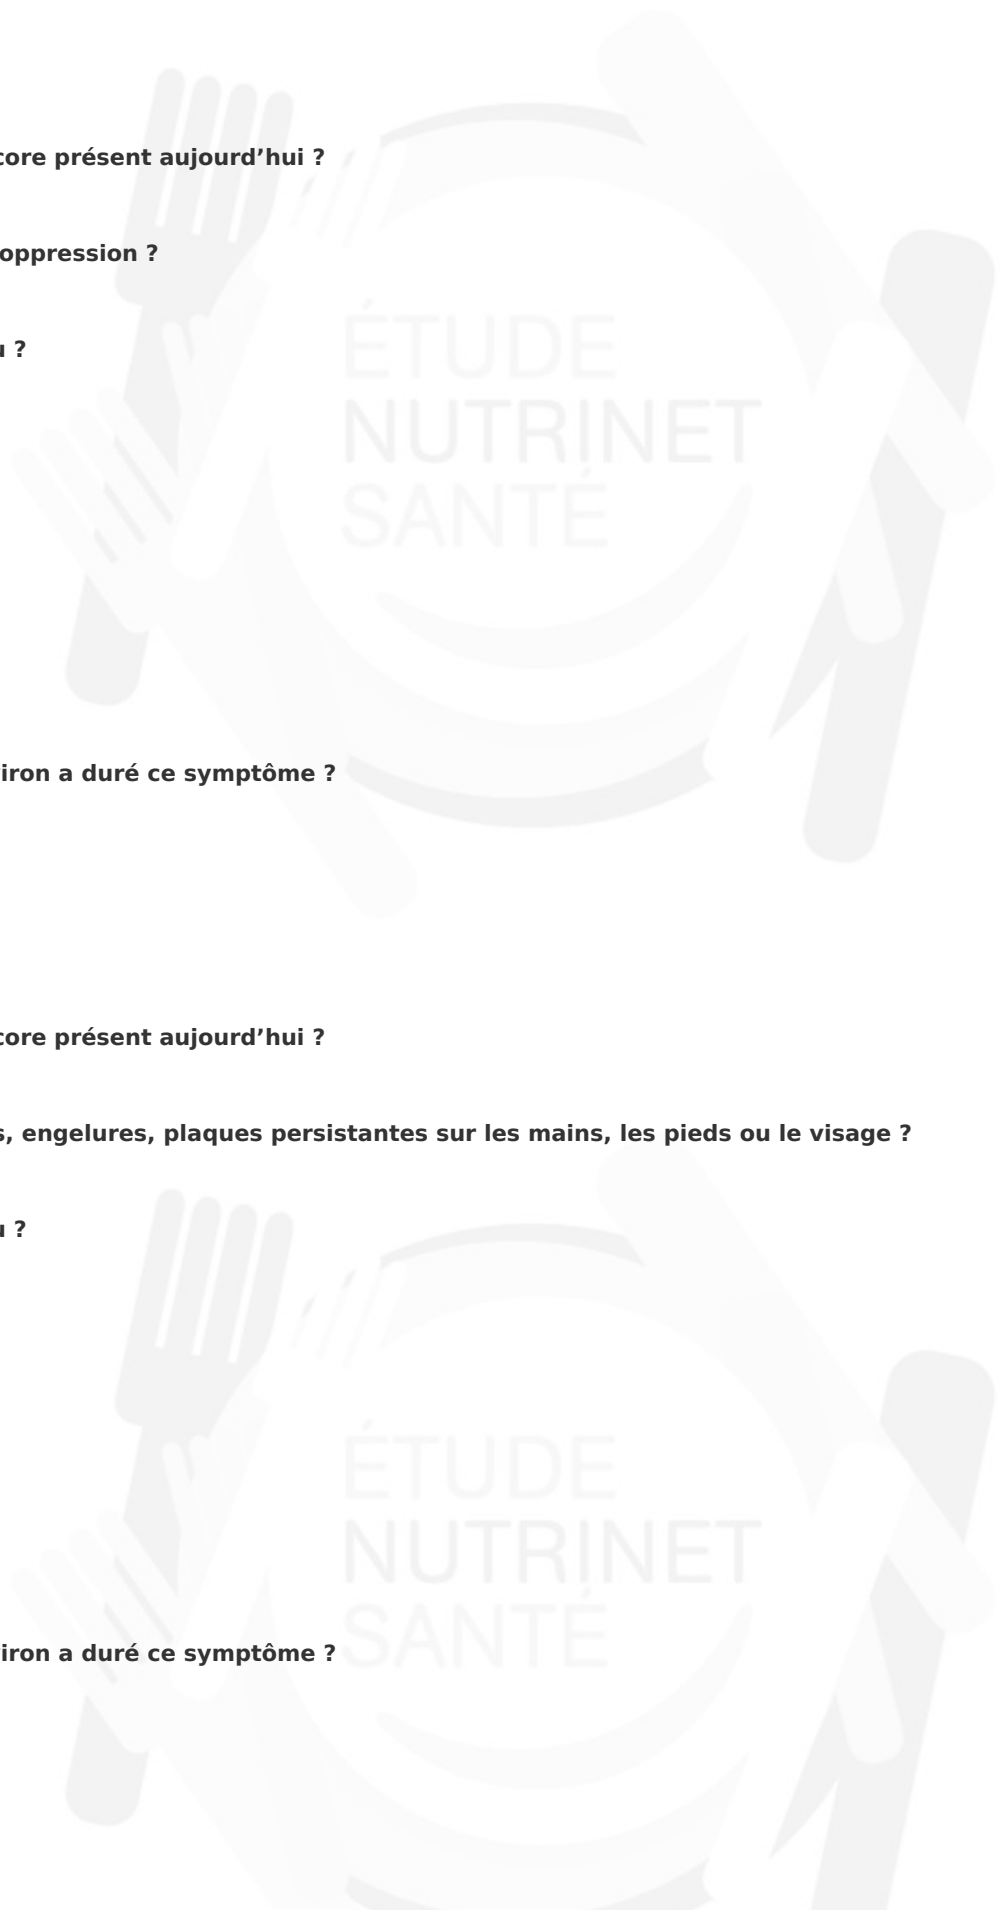 core présent aujourd’hui ?
oppression ?
u ?
ÉTUDE
NUTRINET
SANTÉ
iron a duré ce symptôme ?
core présent aujourd’hui ?
s, engelures, plaques persistantes sur les mains, les pieds ou le visage ?
u ?
ÉTUDE
NUTRINET
SANTÉ
iron a duré ce symptôme ?